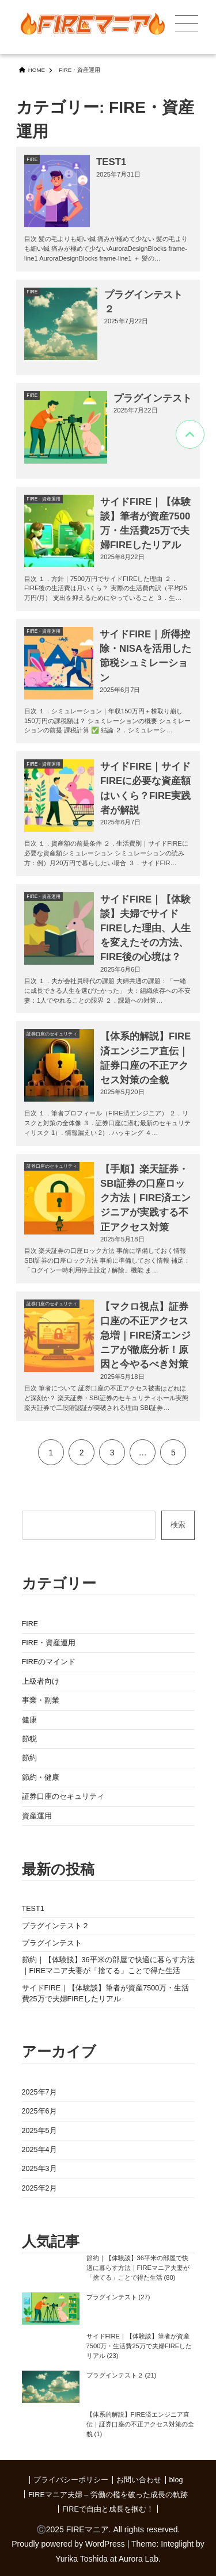 🔥FIREマニア🔥
HOME
FIRE・資産運用
カテゴリー: FIRE・資産
運用
FIRE
TEST1
2025年7月31日
目次 髪の毛よりも細い鍼 痛みが極めて少ない 髪の毛より
も細い鍼 痛みが極めて少ないAuroraDesignBlocks frame-
line1 AuroraDesignBlocks frame-line1 ＋ 髪の…
FIRE
プラグインテスト
２
2025年7月22日
FIRE
プラグインテスト
2025年7月22日
FIRE・資産運用
サイドFIRE｜【体験
談】筆者が資産7500
万・生活費25万で夫
婦FIREしたリアル
2025年6月22日
目次 １．方針｜7500万円でサイドFIREした理由 ２．
FIRE後の生活費は月いくら？ 実際の生活費内訳（平均25
万円/月） 支出を抑えるためにやっていること ３．生…
FIRE・資産運用
サイドFIRE｜所得控
除・NISAを活用した
節税シュミレーショ
ン
2025年6月7日
目次 １．シミュレーション｜年収150万円＋株取り崩し
150万円の課税額は？ シュミレーションの概要 シュミレー
ションの前提 課税計算 ✅ 結論 ２．シミュレーシ…
FIRE・資産運用
サイドFIRE｜サイド
FIREに必要な資産額
はいくら？FIRE実践
者が解説
2025年6月7日
目次 １．資産額の前提条件 ２．生活費別｜サイドFIREに
必要な資産額シミュレーション シミュレーションの読み
方：例）月20万円で暮らしたい場合 ３．サイドFIR…
FIRE・資産運用
サイドFIRE｜【体験
談】夫婦でサイド
FIREした理由、人生
を変えたその方法、
FIRE後の心境は？
2025年6月6日
目次 １．夫が会社員時代の課題 夫婦共通の課題：「一緒
に成長できる人生を選びたかった」 夫：組織依存への不安
妻：1人でやれることの限界 ２．課題への対策…
証券口座のセキュリティ
【体系的解説】FIRE
済エンジニア直伝｜
証券口座の不正アク
セス対策の全貌
2025年5月20日
目次 １．筆者プロフィール（FIRE済エンジニア） ２．リ
スクと対策の全体像 ３．証券口座に潜む最新のセキュティ
ィリスク 1）. 情報漏えい 2）. ハッキング ４…
証券口座のセキュリティ
【手順】楽天証券・
SBI証券の口座ロッ
ク方法｜FIRE済エン
ジニアが実践する不
正アクセス対策
2025年5月18日
目次 楽天証券の口座ロック方法 事前に準備しておく情報
SBI証券の口座ロック方法 事前に準備しておく情報 補足：
「ログイン一時利用停止設定 / 解除」機能 ま…
証券口座のセキュリティ
【マクロ視点】証券
口座の不正アクセス
急増｜FIRE済エンジ
ニアが徹底分析！原
因と今やるべき対策
2025年5月18日
目次 筆者について 証券口座の不正アクセス被害はどれほ
ど深刻か？ 楽天証券・SBI証券のセキュリティホール実態
楽天証券で二段階認証が突破される理由 SBI証券…
1
2
3
…
5
検索
カテゴリー
FIRE
FIRE・資産運用
FIREのマインド
上級者向け
事業・副業
健康
節税
節約
節約・健康
証券口座のセキュリティ
資産運用
最新の投稿
TEST1
プラグインテスト２
プラグインテスト
節約｜【体験談】36平米の部屋で快適に暮らす方法
｜FIREマニア夫妻が「捨てる」ことで得た生活
サイドFIRE｜【体験談】筆者が資産7500万・生活
費25万で夫婦FIREしたリアル
アーカイブ
2025年7月
2025年6月
2025年5月
2025年4月
2025年3月
2025年2月
人気記事
節約｜【体験談】36平米の部屋で快
適に暮らす方法｜FIREマニア夫妻が
「捨てる」ことで得た生活 (80)
プラグインテスト (27)
サイドFIRE｜【体験談】筆者が資産
7500万・生活費25万で夫婦FIREした
リアル (23)
プラグインテスト２ (21)
【体系的解説】FIRE済エンジニア直
伝｜証券口座の不正アクセス対策の全
貌 (1)
｜プライバシーポリシー｜お問い合わせ｜blog
｜FIREマニア夫婦 – 労働の檻を破った成長の軌跡
｜FIREで自由と成長を掴む！｜
Ⓒ2025 FIREマニア. All rights reserved.
Proudly powered by WordPress | Theme: Integlight by
Yurika Toshida at Aurora Lab.